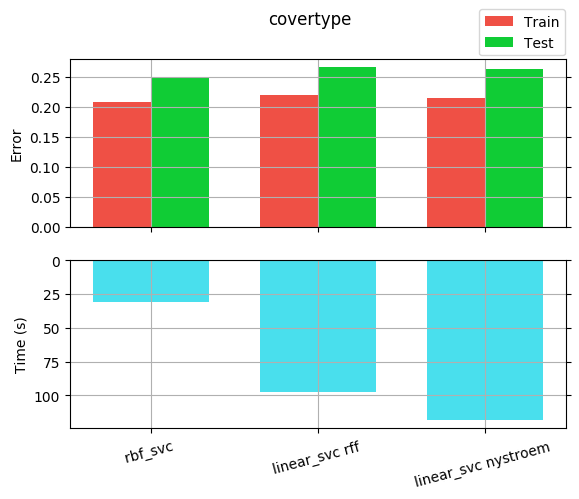 covertype
Train
Test
0.25
0.20
0.15
0.10
0.05
0.00
Error
0
25
50
75
100
Time (s)
rbf_svc
linear_svc rff
linear_svc nystroem